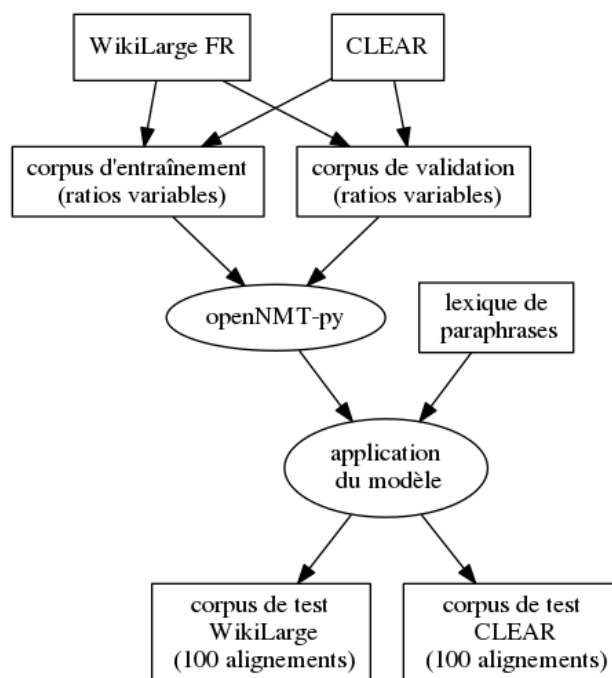 WikiLarge FR
CLEAR
corpus d'entraînement
(ratios variables)
corpus de validation
(ratios variables)
openNMT-py
lexique de
paraphrases
application
du modèle
corpus de test
WikiLarge
(100 alignements)
corpus de test
CLEAR
(100 alignements)